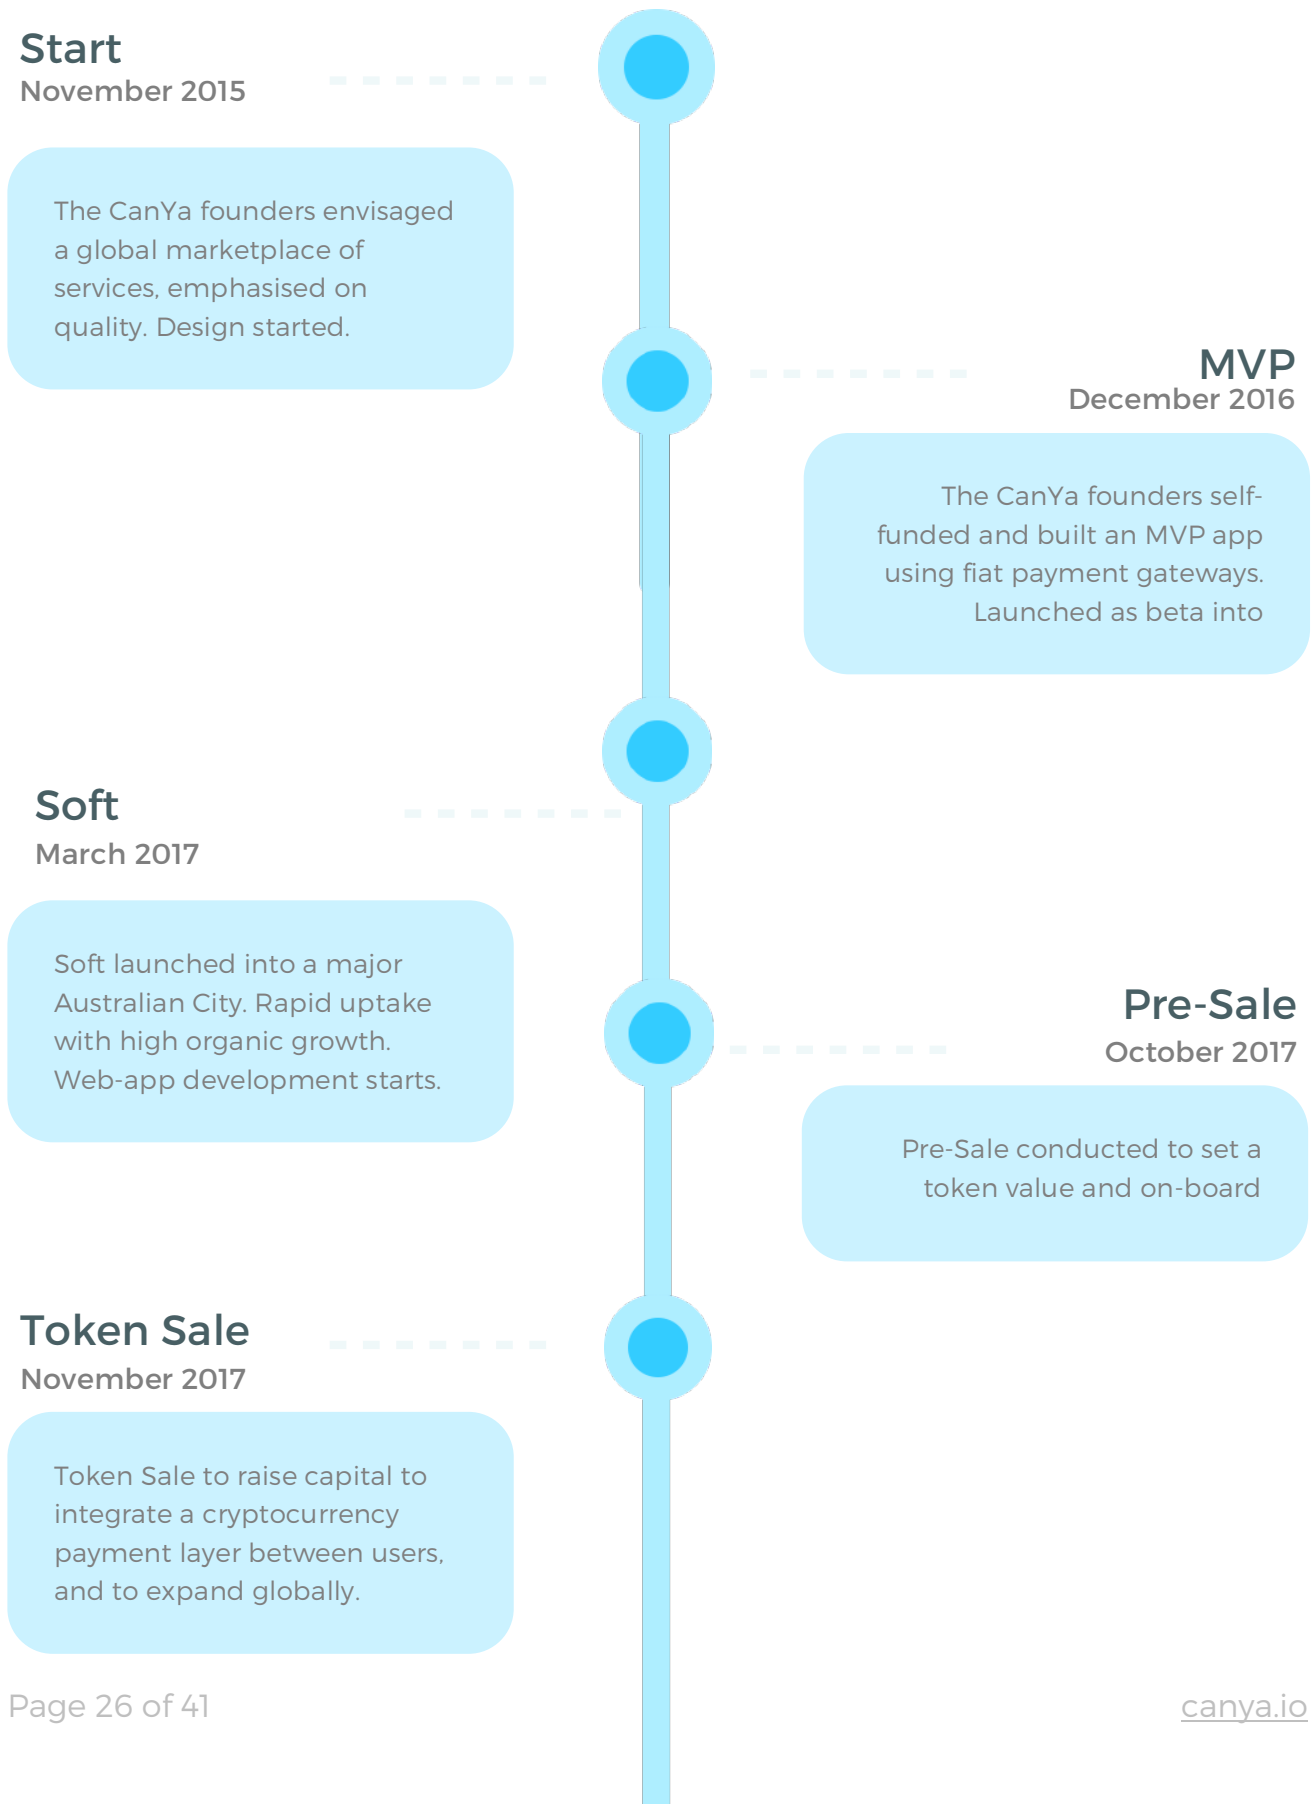 Start
November 2015
The CanYa founders envisaged
a global marketplace of
services, emphasised on
quality. Design started.
MVP
December 2016
The CanYa founders self-
funded and built an MVP app
using fiat payment gateways.
Launched as beta into
Soft
March 2017
Soft launched into a major
Australian City. Rapid uptake
with high organic growth.
Web-app development starts.
Pre-Sale
October 2017
Pre-Sale conducted to set a
token value and on-board
Token Sale
November 2017
Token Sale to raise capital to
integrate a cryptocurrency
payment layer between users,
and to expand globally.
Page 26 of 41
canya.io